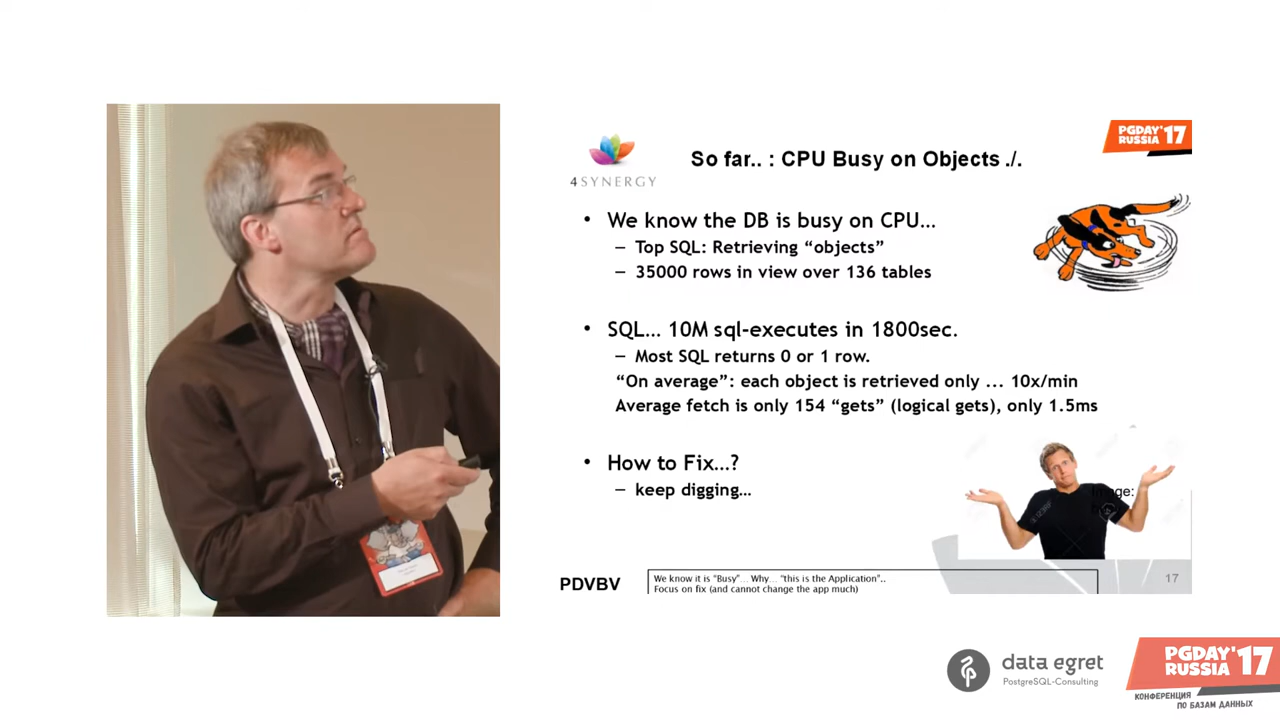 PGDAY'17
RUSSIA
4SYNERGY
So far.. : CPU Busy on Objects ./.
• We know the DB is busy on CPU…
– Top SQL: Retrieving “objects”
– 35000 rows in view over 136 tables
• SQL… 10M sql-executes in 1800sec.
– Most SQL returns 0 or 1 row.
“On average”: each object is retrieved only ... 10x/min
Average fetch is only 154 “gets” (logical gets), only 1.5ms
• How to Fix…?
– keep digging…
Image:
PDVBV
We know it is “Busy”... Why... “this is the Application”..
Focus on fix (and cannot change the app much)
17
data egret
PostgreSQL-Consulting
PGDAY'17
RUSSIA
КОНФЕРЕНЦИЯ
ПО БАЗАМ ДАННЫХ